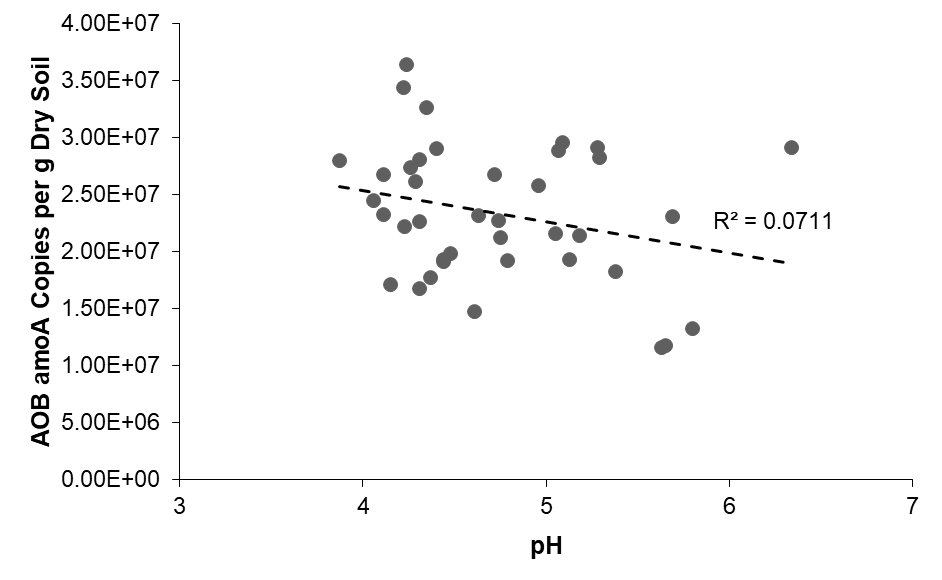 AOB amoA Copies per g Dry Soil
4.00E+07
3.50E+07
3.00E+07
2.50E+07
2.00E+07
1.50E+07
1.00E+07
5.00E+06
0.00E+00
R² = 0.0711
3 4 5 6 7
pH